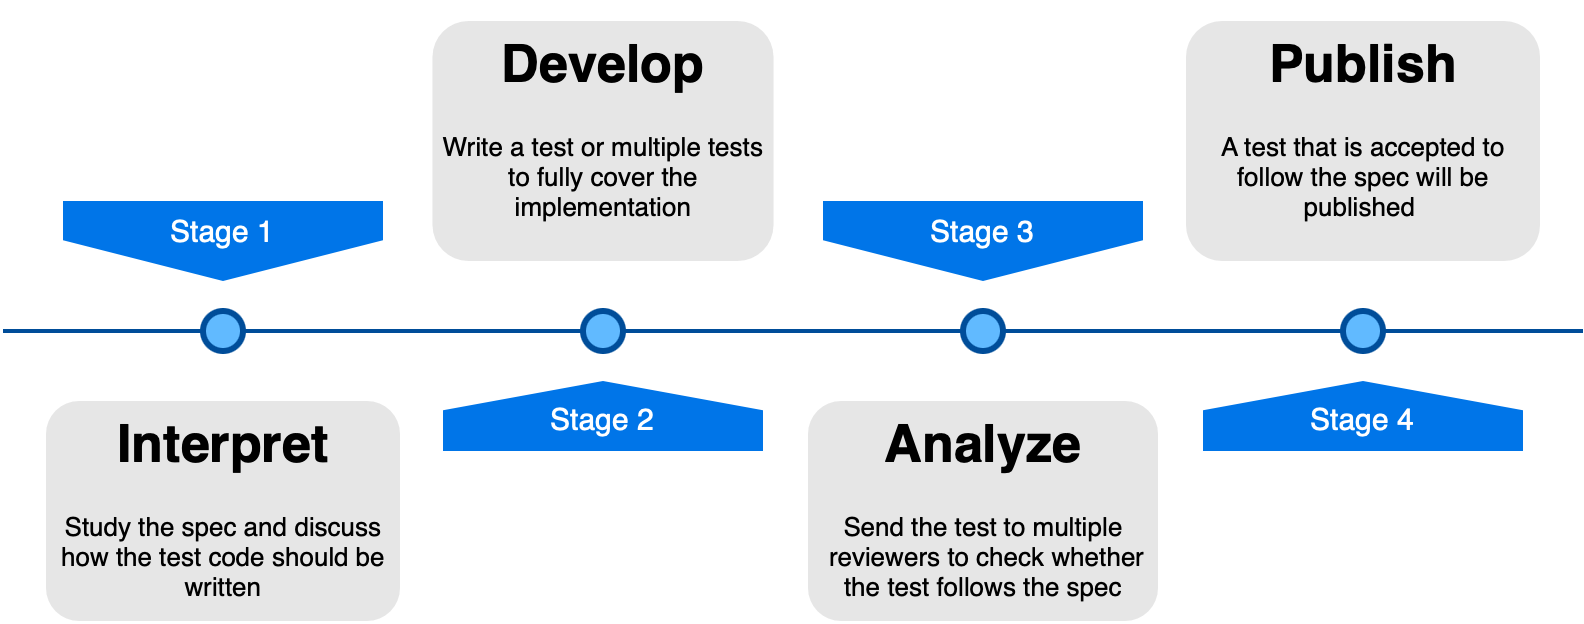 Stage 1
Interpret
Study the spec and discuss
how the test code should be
written
Develop
Write a test or multiple tests
to fully cover the
implementation
Stage 2
Stage 3
Analyze
Send the test to multiple
reviewers to check whether
the test follows the spec
Publish
A test that is accepted to
follow the spec will be
published
Stage 4